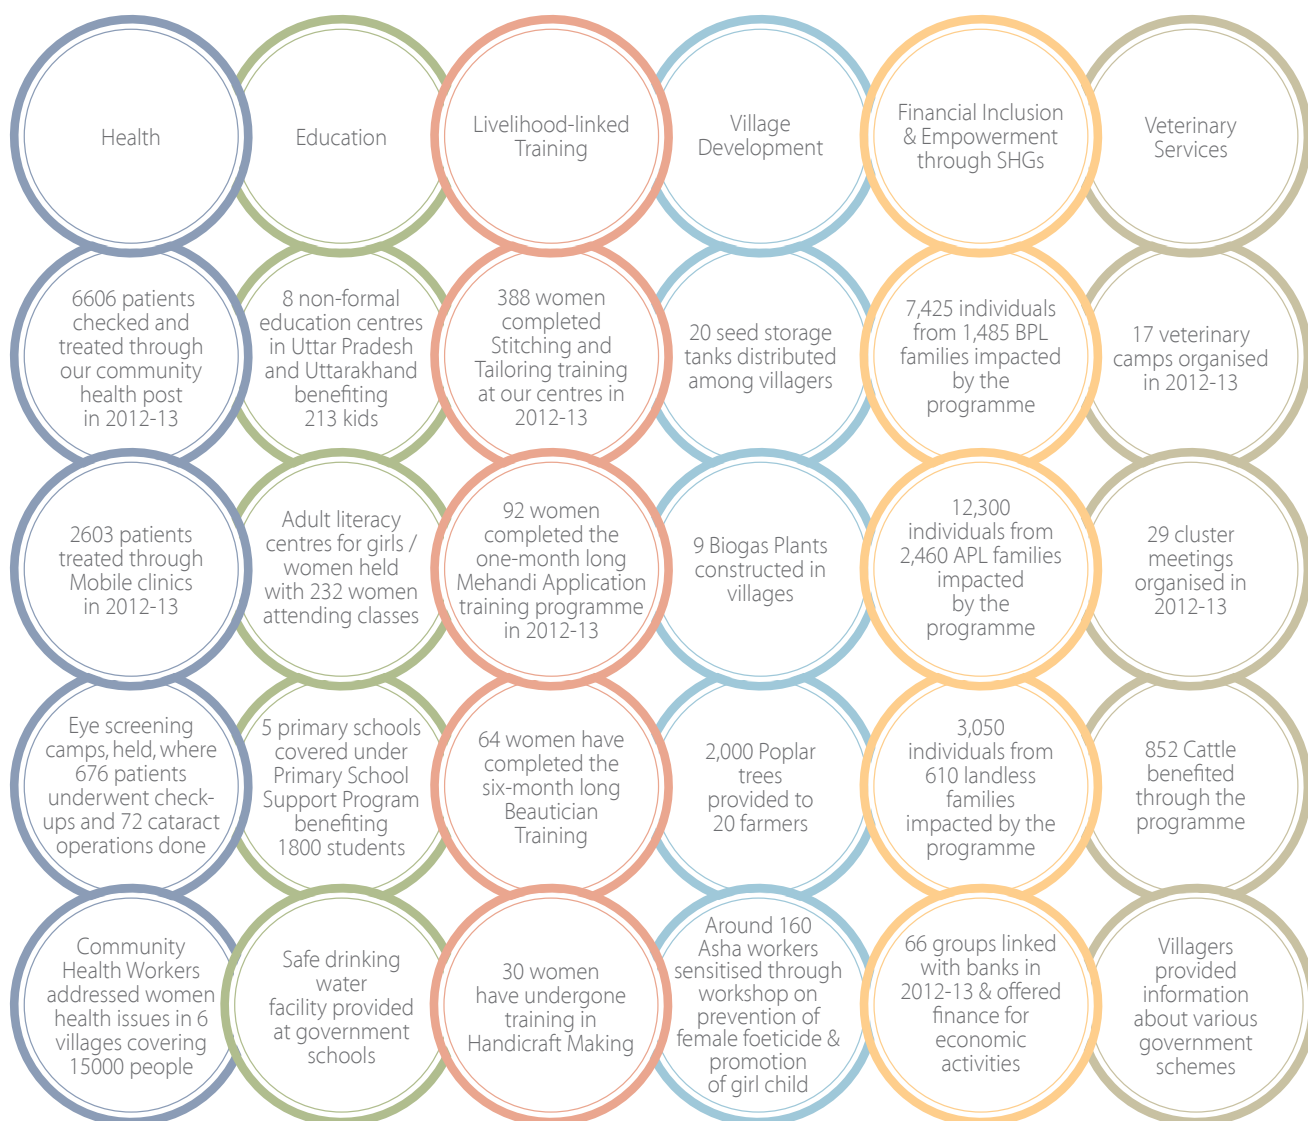 Health
Education
Livelihood-linked
Training
Village
Development
Financial Inclusion
& Empowerment
through SHGs
Veterinary
Services
6606 patients
checked and
treated through
our community
health post
in 2012-13
8 non-formal
education centres
in Uttar Pradesh
and Uttarakhand
benefiting
213 kids
388 women
completed
Stitching and
Tailoring training
at our centres in
2012-13
20 seed storage
tanks distributed
among villagers
7,425 individuals
from 1,485 BPL
families impacted
by the
programme
17 veterinary
camps organised
in 2012-13
2603 patients
treated through
Mobile clinics
in 2012-13
Adult literacy
centres for girls /
women held
with 232 women
attending classes
92 women
completed the
one-month long
Mehandi Application
training programme
in 2012-13
9 Biogas Plants
constructed in
villages
12,300
individuals from
2,460 APL families
impacted
by the
programme
29 cluster
meetings
organised in
2012-13
Eye screening
camps, held, where
676 patients
underwent check-
ups and 72 cataract
operations done
5 primary schools
covered under
Primary School
Support Program
benefiting
1800 students
64 women have
completed the
six-month long
Beautician
Training
2,000 Poplar
trees
provided to
20 farmers
3,050
individuals from
610 landless
families
impacted by the
programme
852 Cattle
benefited
through the
programme
Community
Health Workers
addressed women
health issues in 6
villages covering
15000 people
Safe drinking
water
facility provided
at government
schools
30 women
have undergone
training in
Handicraft Making
Around 160
Asha workers
sensitised through
workshop on
prevention of
female foeticide &
promotion
of girl child
66 groups linked
with banks in
2012-13 & offered
finance for
economic
activities
Villagers
provided
information
about various
government
schemes